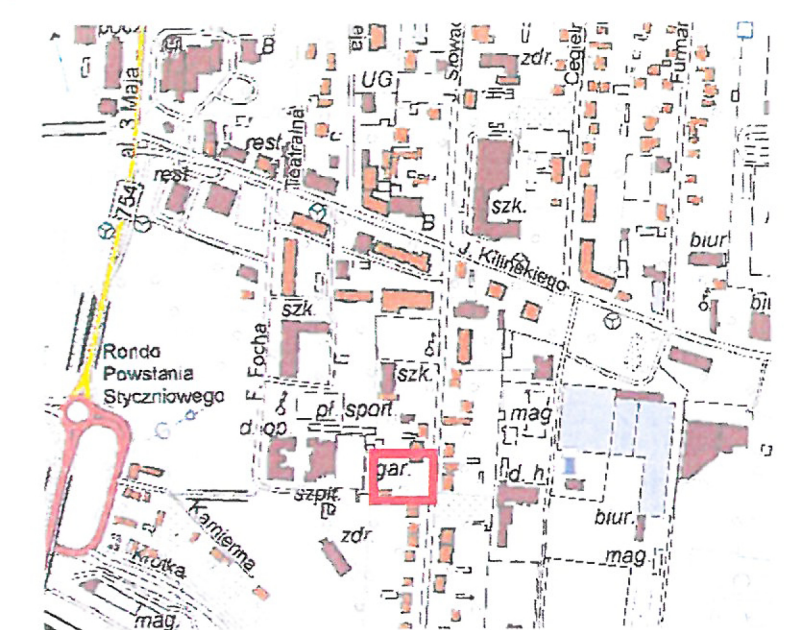 al. 3 Maja
B
UG
zdr.
Teatralna
rest
rest
754
szk.
B
J. Kilińskiego
biur
szk
F. Focha
Rondo
Powstania
Styczniowego
szk.
pl. sport
mag
d. op
gar.
d. h.
szpit.
biur.
zdr
mag
Kamienna
Krótka
mag.